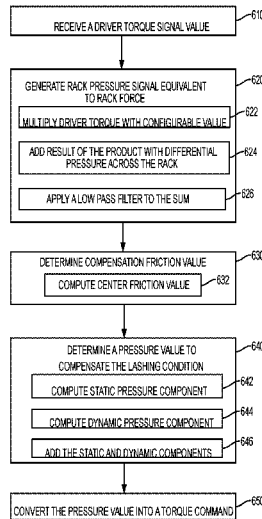 RECEIVE A DRIVER TORQUE SIGNAL VALUE
610
GENERATE RACK PRESSURE SIGNAL EQUIVALENT
TO RACK FORCE
620
MULTIPLY DRIVER TORQUE WITH CONFIGURABLE VALUE
622
ADD RESULT OF THE PRODUCT WITH DIFFERENTIAL
PRESSURE ACROSS THE RACK
624
APPLY A LOW PASS FILTER TO THE SUM
626
DETERMINE COMPENSATION FRICTION VALUE
630
COMPUTE CENTER FRICTION VALUE
632
DETERMINE A PRESSURE VALUE TO
COMPENSATE THE LASHING CONDITION
640
COMPUTE STATIC PRESSURE COMPONENT
642
COMPUTE DYNAMIC PRESSURE COMPONENT
644
ADD THE STATIC AND DYNAMIC COMPONENTS
646
CONVERT THE PRESSURE VALUE INTO A TORQUE COMMAND
650